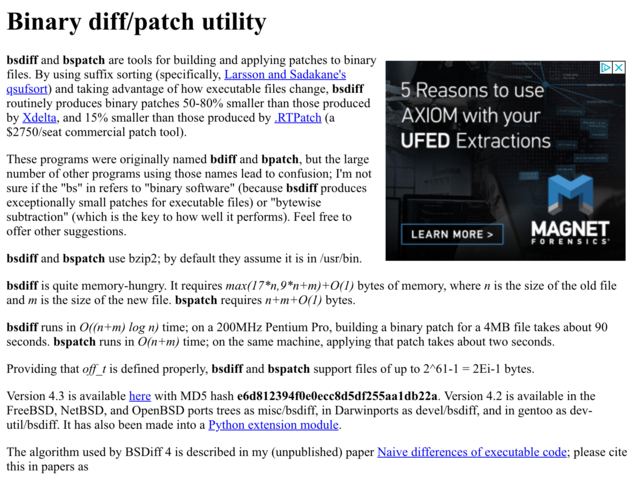 Binary diff/patch utility
bsdiff and bspatch are tools for building and applying patches to binary
files. By using suffix sorting (specifically, Larsson and Sadakane's
qsufsort) and taking advantage of how executable files change, bsdiff
routinely produces binary patches 50-80% smaller than those produced
by Xdelta, and 15% smaller than those produced by .RTPatch (a
$2750/seat commercial patch tool).
These programs were originally named bdiff and bpatch, but the large
number of other programs using those names lead to confusion; I'm not
sure if the "bs" in refers to "binary software" (because bsdiff produces
exceptionally small patches for executable files) or "bytewise
subtraction" (which is the key to how well it performs). Feel free to
offer other suggestions.
5 Reasons to use
AXIOM with your
UFED Extractions
LEARN MORE >
MAGNET
FORENSICS®
bsdiff and bspatch use bzip2; by default they assume it is in /usr/bin.
bsdiff is quite memory-hungry. It requires max(17*n,9*n+m)+O(1) bytes of memory, where n is the size of the old file
and m is the size of the new file. bspatch requires n+m+O(1) bytes.
bsdiff runs in O((n+m) log n) time; on a 200MHz Pentium Pro, building a binary patch for a 4MB file takes about 90
seconds. bspatch runs in O(n+m) time; on the same machine, applying that patch takes about two seconds.
Providing that off_t is defined properly, bsdiff and bspatch support files of up to 2^61-1 = 2Ei-1 bytes.
Version 4.3 is available here with MD5 hash e6d812394f0e0ecc8d5df255aa1db22a. Version 4.2 is available in the
FreeBSD, NetBSD, and OpenBSD ports trees as misc/bsdiff, in Darwinports as devel/bsdiff, and in gentoo as dev-
util/bsdiff. It has also been made into a Python extension module.
The algorithm used by BSDiff 4 is described in my (unpublished) paper Naive differences of executable code; please cite
this in papers as